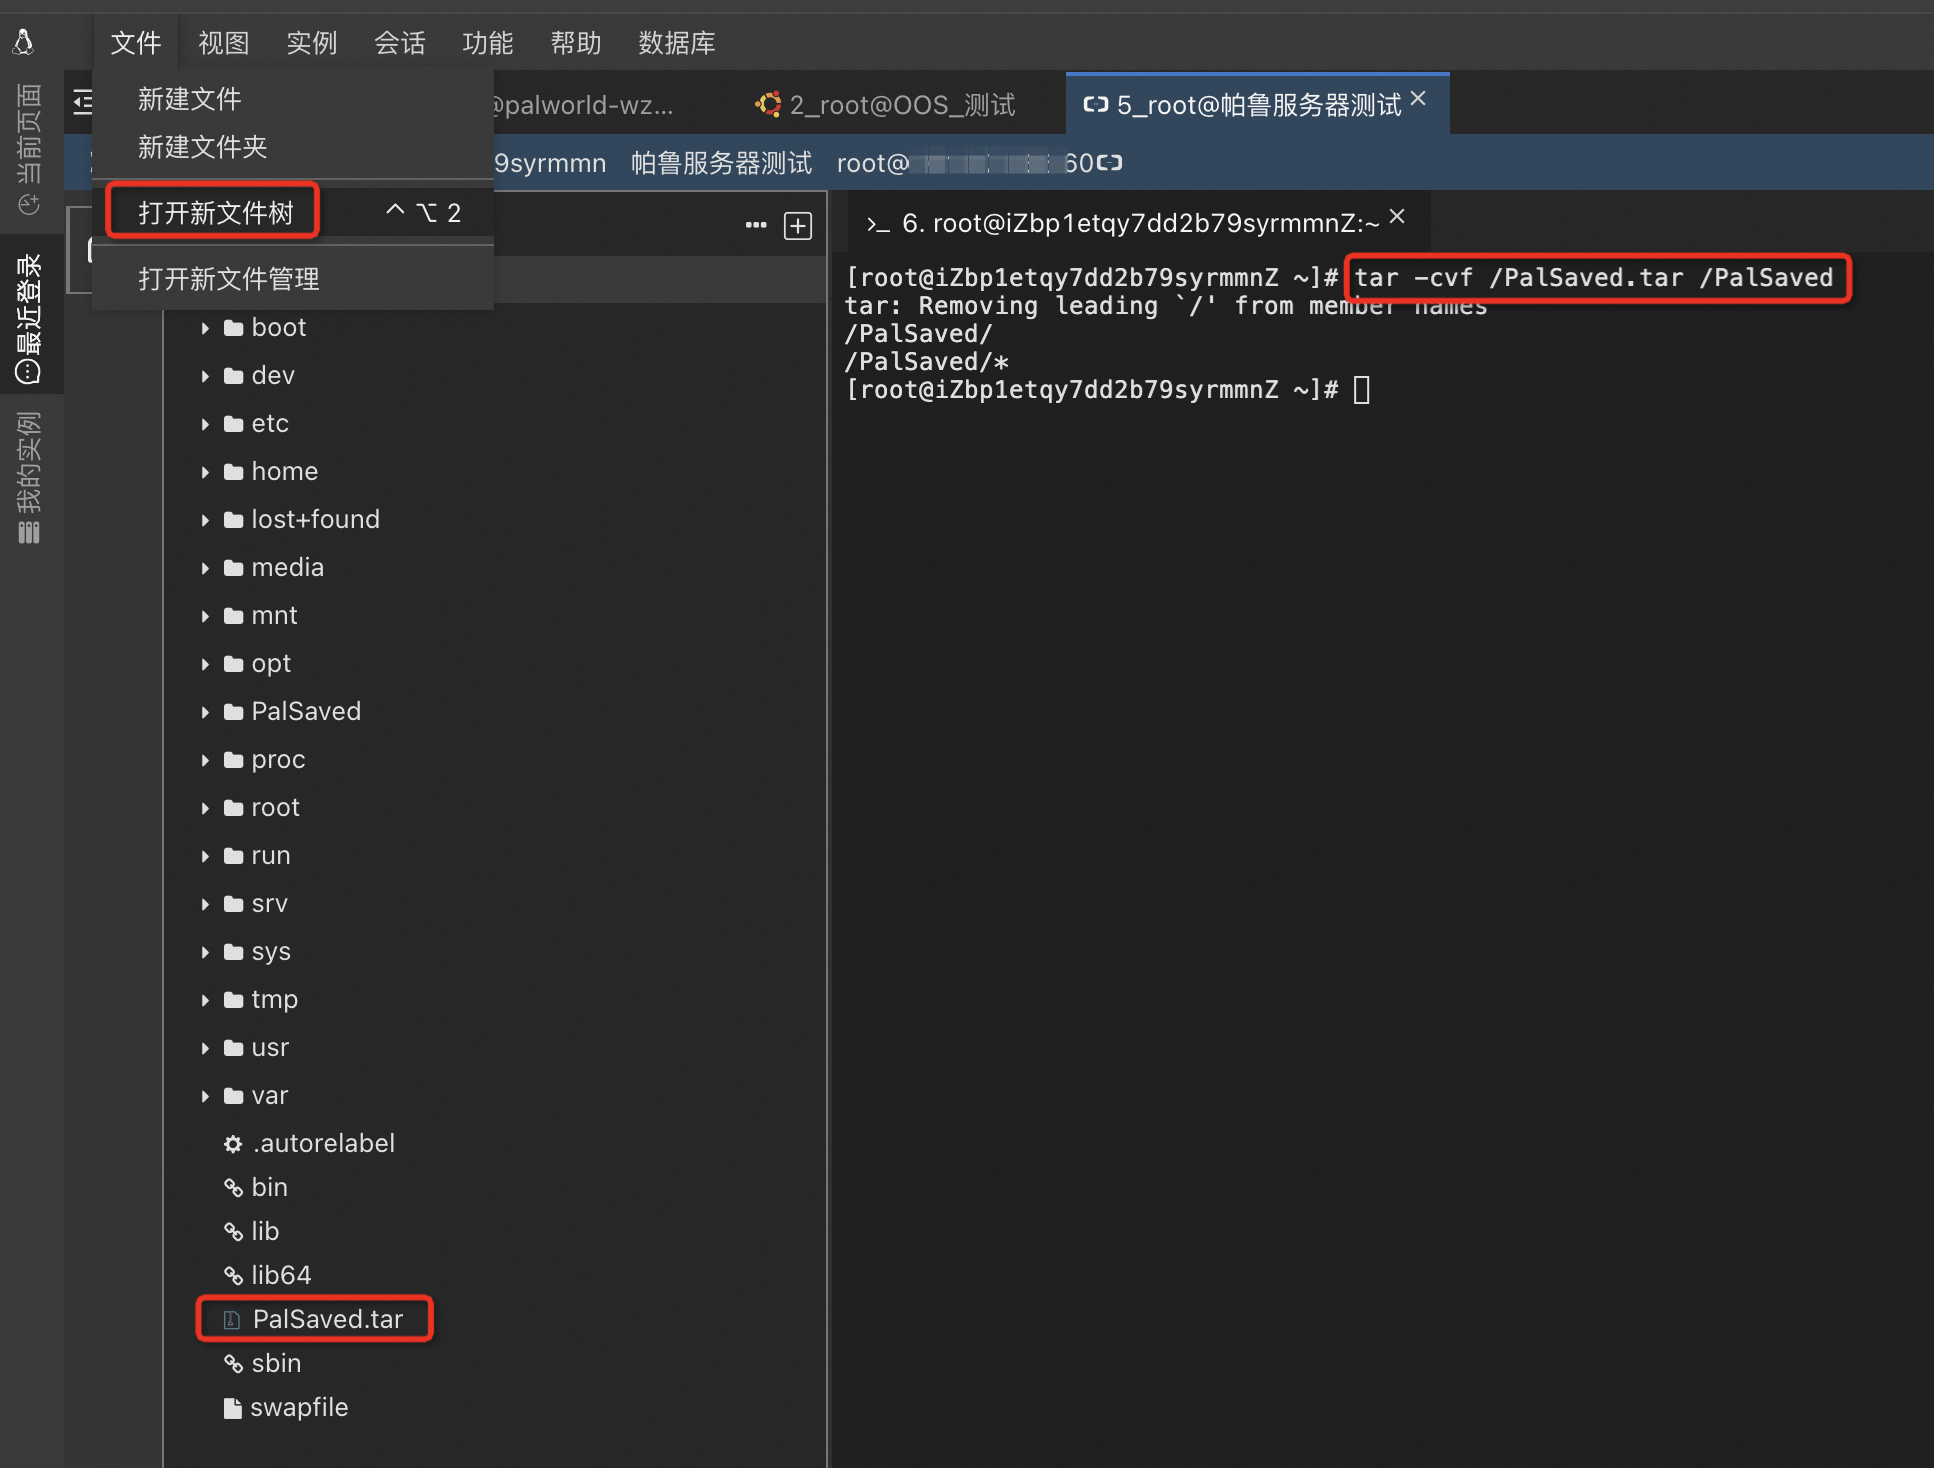 文件 视图 实例 会话 功能 帮助 数据库
当前页面
最近登录
我的实例
新建文件
新建文件夹
打开新文件树 ^ ⌥ 2
打开新文件管理
@palworld-wz...
2_root@OOS_测试
5_root@帕鲁服务器测试 ×
9syrmmn 帕鲁服务器测试 root@ 60
>_ 6. root@iZbp1etqy7dd2b79syrmmnZ:~ ×
[root@iZbp1etqy7dd2b79syrmmnZ ~]# tar -cvf /PalSaved.tar /PalSaved
tar: Removing leading `/' from member names
/PalSaved/
/PalSaved/*
[root@iZbp1etqy7dd2b79syrmmnZ ~]#
boot
dev
etc
home
lost+found
media
mnt
opt
PalSaved
proc
root
run
srv
sys
tmp
usr
var
.autorelabel
bin
lib
lib64
PalSaved.tar
sbin
swapfile